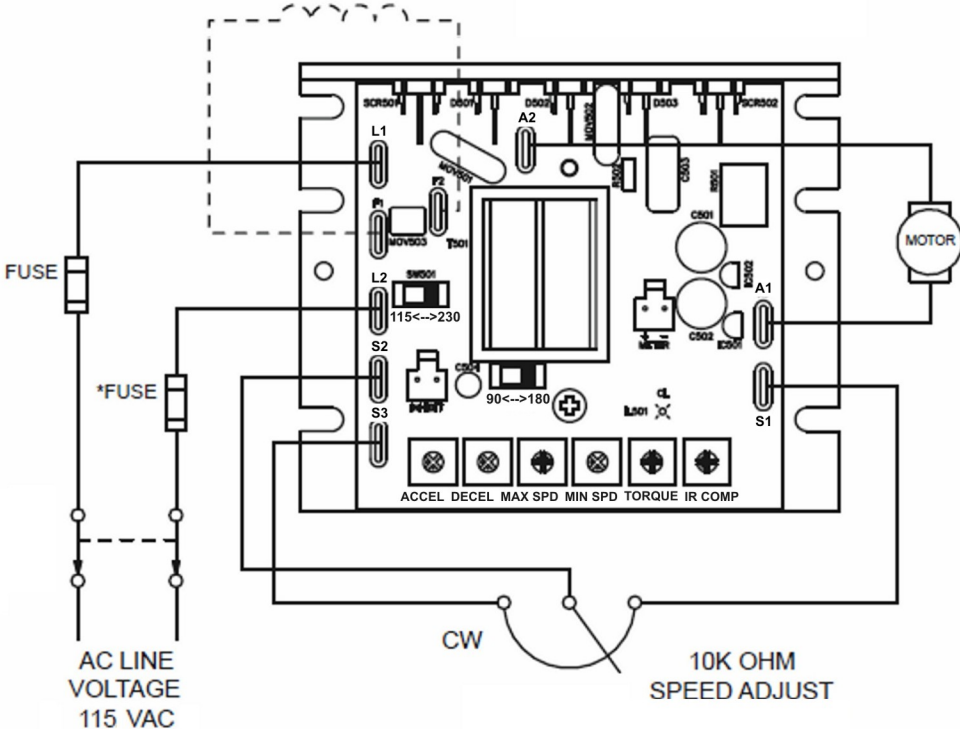 SCR501 D501 D502 MOV502 D503 SCR502
L1
A2
MOV501
R502
C503
R501
F2
F1
MOV503
T501
C501
MOTOR
FUSE
L2
SW501
IC502
A1
115<-->230
S2
C502
IC501
METER
*FUSE
C504
90<-->180
CL
IL501
S3
INHIBIT
S1
ACCEL DECEL MAX SPD MIN SPD TORQUE IR COMP
CW
AC LINE
VOLTAGE
115 VAC
10K OHM
SPEED ADJUST